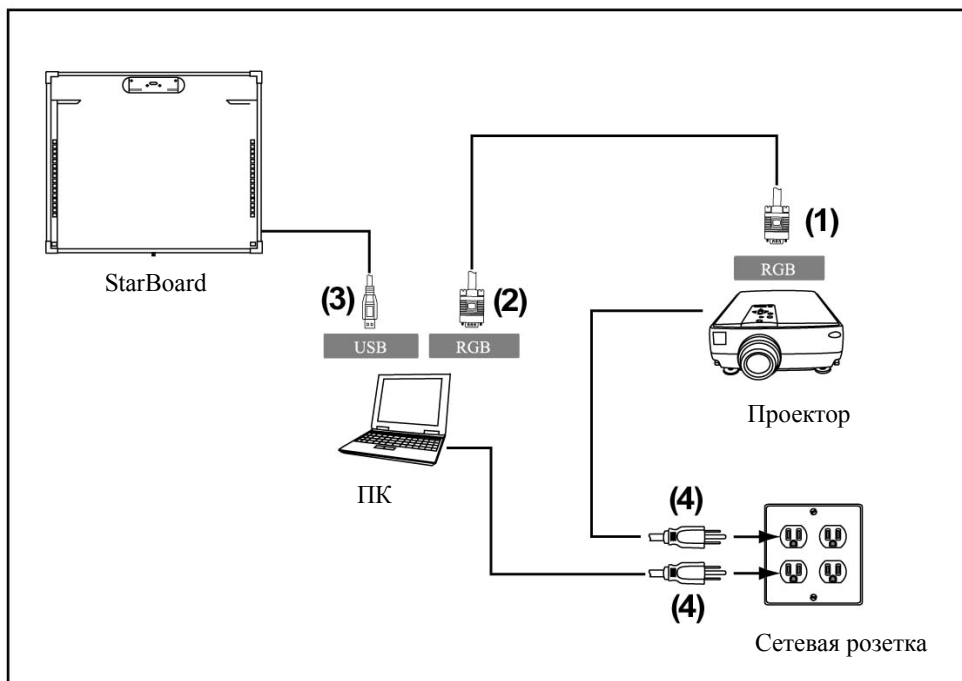 StarBoard
(1)
RGB
(3)
(2)
USB
RGB
Проектор
ПК
(4)
(4)
Сетевая розетка